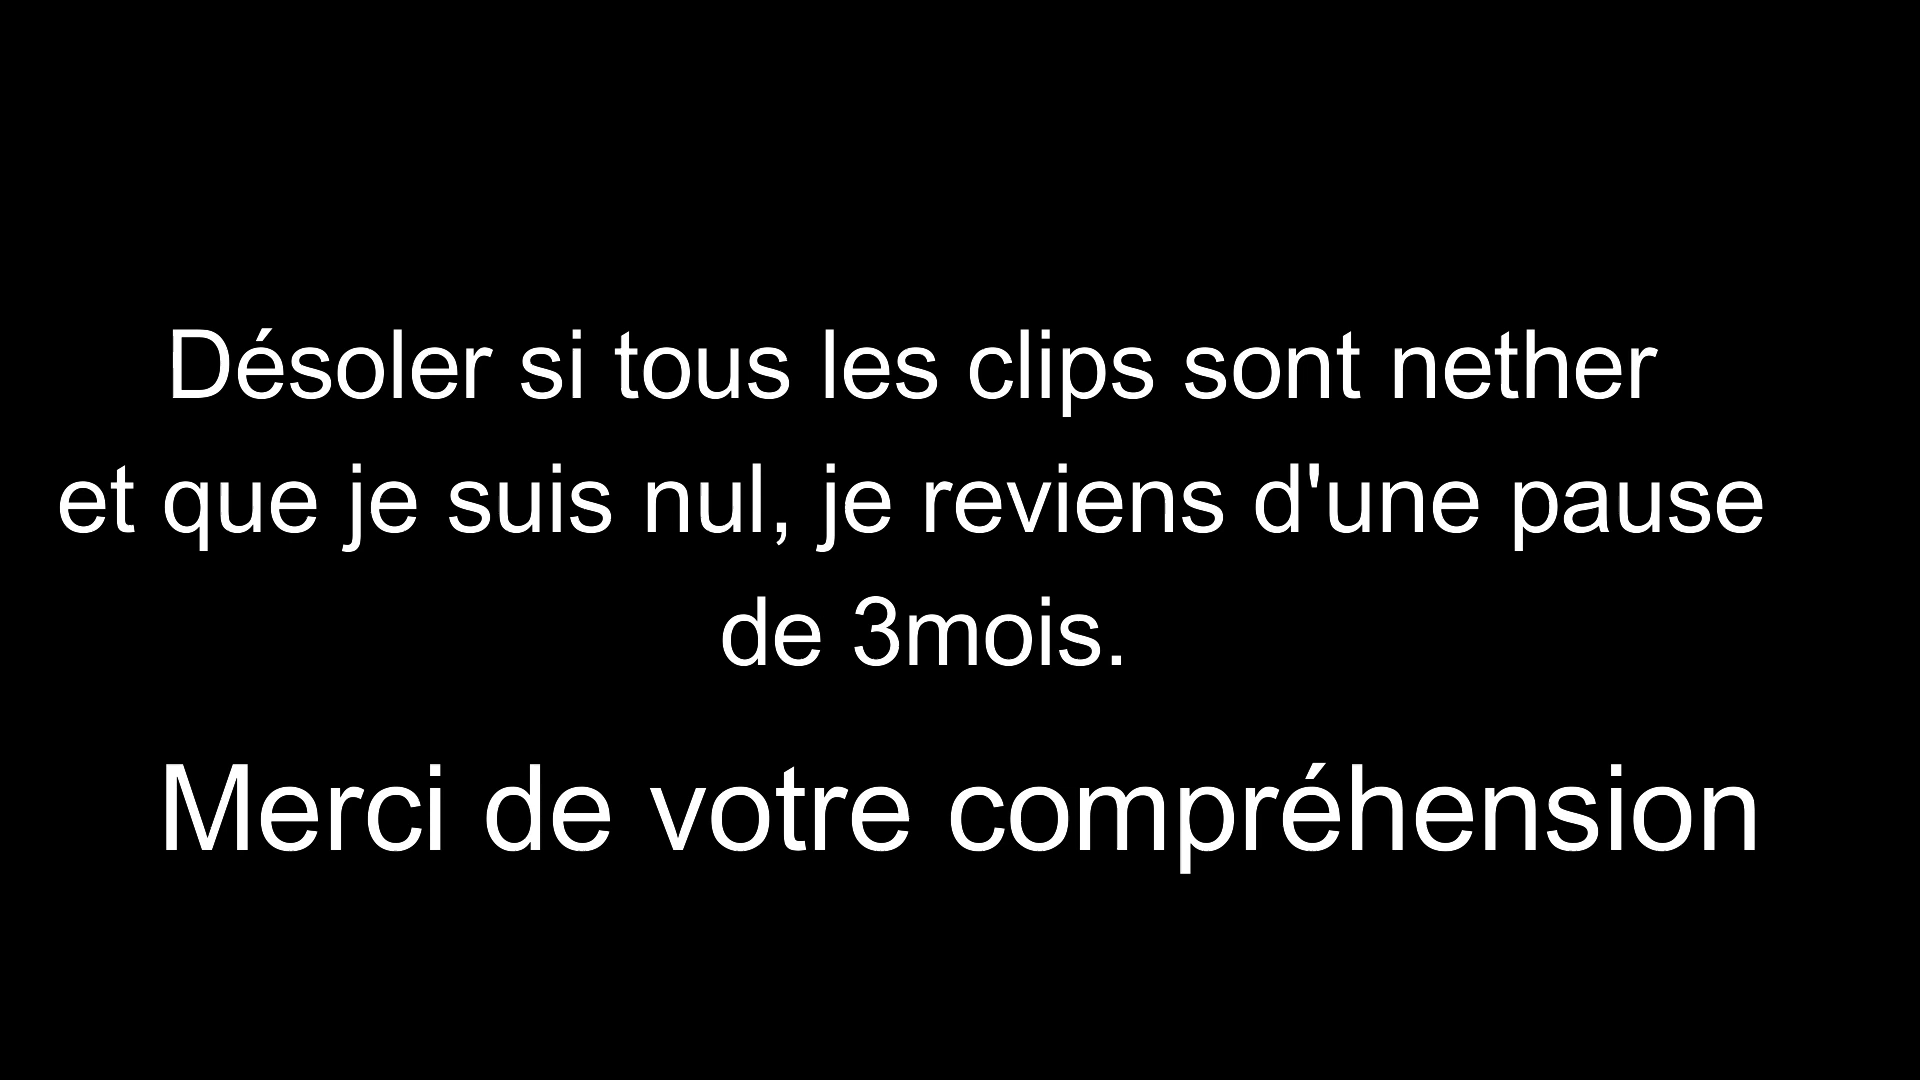 Désoler si tous les clips sont nether
et que je suis nul, je reviens d'une pause
de 3mois.
Merci de votre compréhension